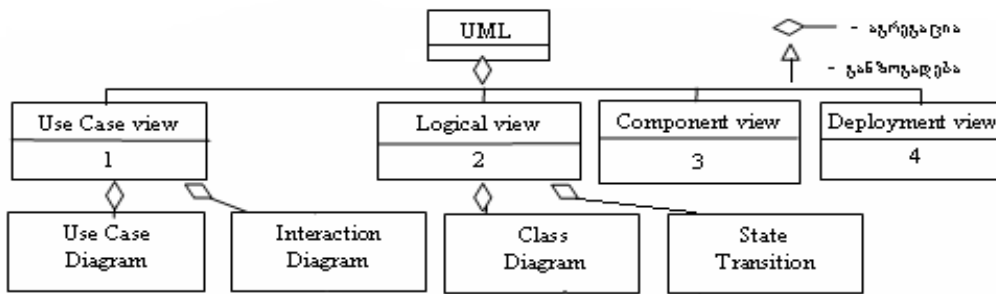 UML
- აგრეგაცია
- განზოგადება
Use Case view
1
Logical view
2
Component view
3
Deployment view
4
Use Case
Diagram
Interaction
Diagram
Class
Diagram
State
Transition